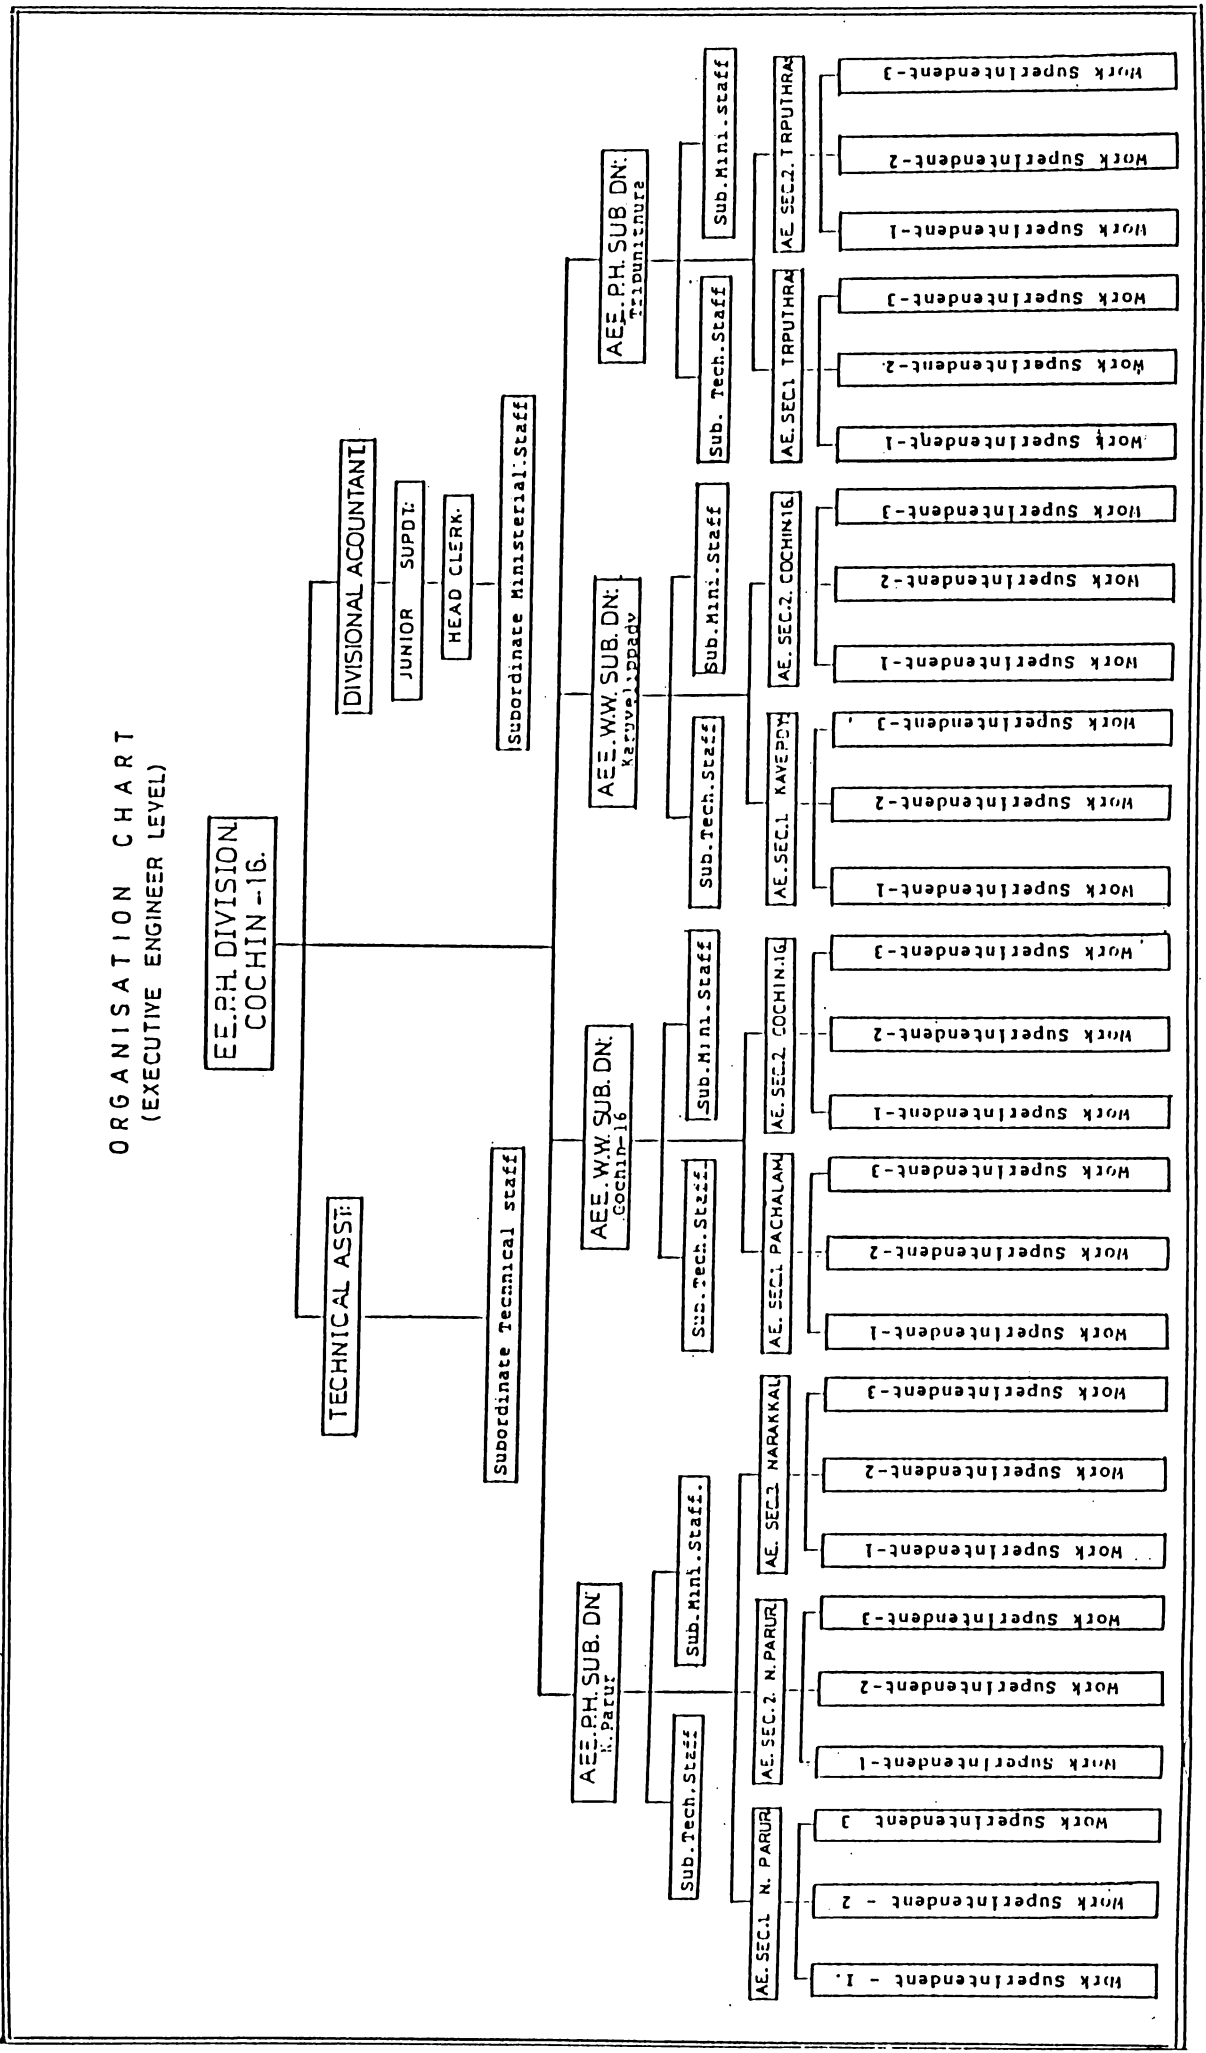 ORGANISATION CHART
(EXECUTIVE ENGINEER LEVEL)
EE.P.H. DIVISION
COCHIN -16.
TECHNICAL ASST:
DIVISIONAL ACOUNTANT
JUNIOR SUPDT:
HEAD CLERK.
Subordinate Technical staff
Subordinate Ministerial staff
AEE.P.H. SUB. DN:
N.Parur
AEE.W.W. SUB. DN:
Cochin-16
AEE.W.W. SUB. DN:
Karuvelippady
AEE.P.H. SUB. DN:
Tripunithura
Sub.Tech.Staff
Sub.Mini.Staff.
Sub.Tech.Staff.
Sub.Mini.Staff
Sub.Tech.Staff
Sub.Mini.Staff
Sub. Tech.Staff
Sub.Mini.staff
AE. SEC.1 N. PARUR
AE. SEC.2. N.PARUR
AE. SEC.3 NARAKKAL
AE. SEC.1 PACHALAM
AE. SEC.2 COCHIN.16
AE.SEC.1 KAVEPDY
AE. SEC.2. COCHIN.16.
AE. SEC.1 TRPUTHRA
AE. SEC.2. TRPUTHRA
Work Superintendent - 1.
Work Superintendent - 2
Work Superintendent 3
Work Superintendent-1
Work Superintendent-2
Work Superintendent-3
Work Superintendent-1
Work Superintendent-2
Work Superintendent-3
Work Superintendent-1
Work Superintendent-2
Work Superintendent-3
Work Superintendent-1
Work Superintendent-2
Work Superintendent-3
Work Superintendent-1
Work Superintendent-2
Work Superintendent-3
Work Superintendent-1
Work Superintendent-2
Work Superintendent-3
Work Superintendent-1
Work Superintendent-2.
Work Superintendent-3
Work Superintendent-1
Work Superintendent-2
Work Superintendent-3